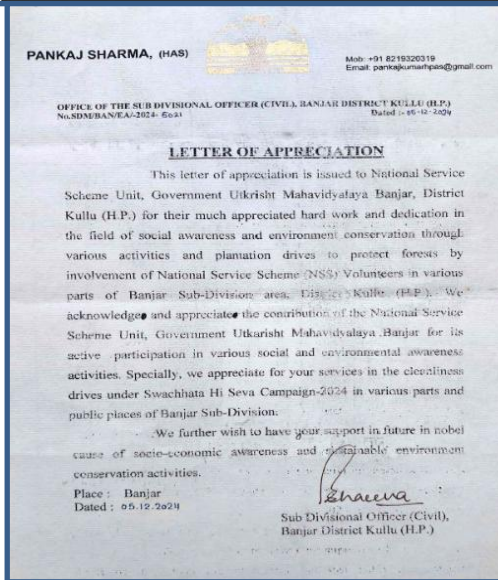 PANKAJ SHARMA, (HAS)
Mob: +91 8219320319
Email: pankajkumarhpas@gmail.com
OFFICE OF THE SUB DIVISIONAL OFFICER (CIVIL), BANJAR DISTRICT KULLU (H.P.)
No.SDM/BAN/EA/-2024- 5021 Dated :- 05-12-2024
LETTER OF APPRECIATION
This letter of appreciation is issued to National Service
Scheme Unit, Government Utkrisht Mahavidyalaya Banjar, District
Kullu (H.P.) for their much appreciated hard work and dedication in
the field of social awareness and environment conservation through
various activities and plantation drives to protect forests by
involvement of National Service Scheme (NSS) Volunteers in various
parts of Banjar Sub-Division area, District Kullu (H.P.). We
acknowledge and appreciate the contribution of the National Service
Scheme Unit, Government Utkarisht Mahavidvalaya Banjar for its
active participation in various social and environmental awareness
activities. Specially, we appreciate for your services in the cleanliness
drives under Swachhata Hi Seva Campaign-2024 in various parts and
public places of Banjar Sub-Division.
We further wish to have your support in future in nobel
cause of socio-economic awareness and sustainable environment
conservation activities.
Place : Banjar
Dated : 05.12.2024
Sub Divisional Officer (Civil),
Banjar District Kullu (H.P.)